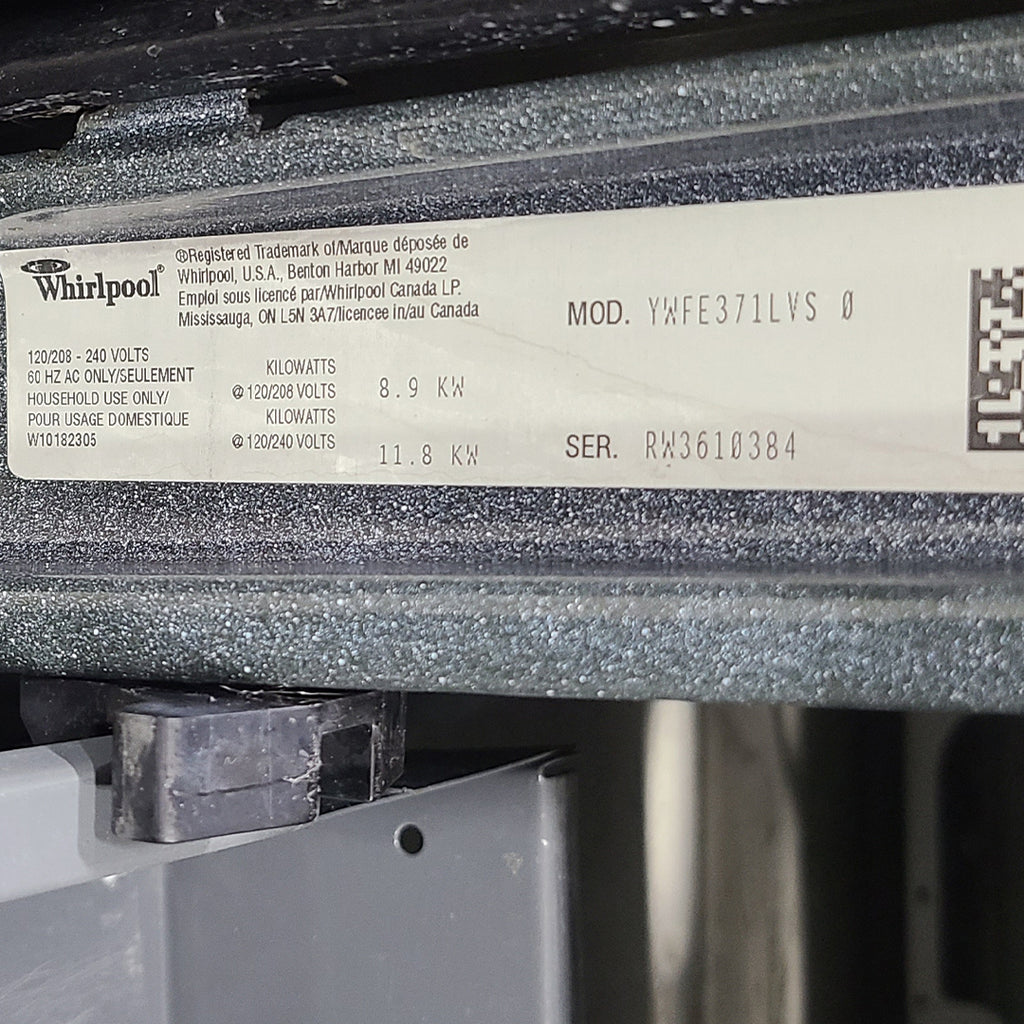 Whirlpool®
®Registered Trademark of/Marque déposée de
Whirlpool, U.S.A., Benton Harbor MI 49022
Emploi sous licencé par/Whirlpool Canada LP.
Mississauga, ON L5N 3A7/licencee in/au Canada
120/208 - 240 VOLTS
60 HZ AC ONLY/SEULEMENT
HOUSEHOLD USE ONLY/
POUR USAGE DOMESTIQUE
W10182305
KILOWATTS
@ 120/208 VOLTS 8.9 KW
KILOWATTS
@ 120/240 VOLTS 11.8 KW
MOD. YWFE371LVS 0
SER. RW3610384